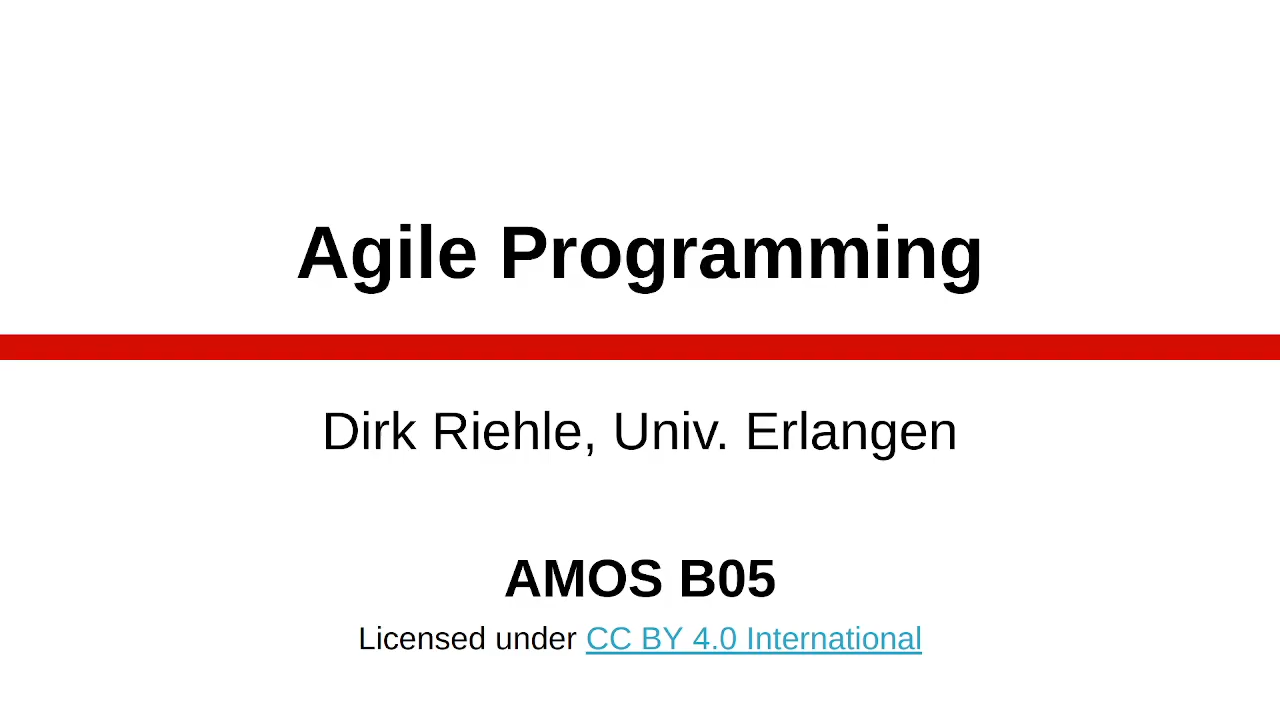 Agile Programming
Dirk Riehle, Univ. Erlangen
AMOS B05
Licensed under CC BY 4.0 International